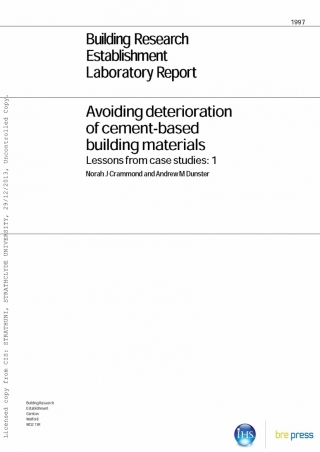 1997
Building Research
Establishment
Laboratory Report
Avoiding deterioration
of cement-based
building materials
Lessons from case studies: 1
Norah J Crammond and Andrew M Dunster
Licensed copy from CIS: STRATHUNI, STRATHCLYDE UNIVERSITY, 29/12/2013, Uncontrolled Copy.
Building Research
Establishment
Garston
Watford
WD2 7JR
IHS
bre press